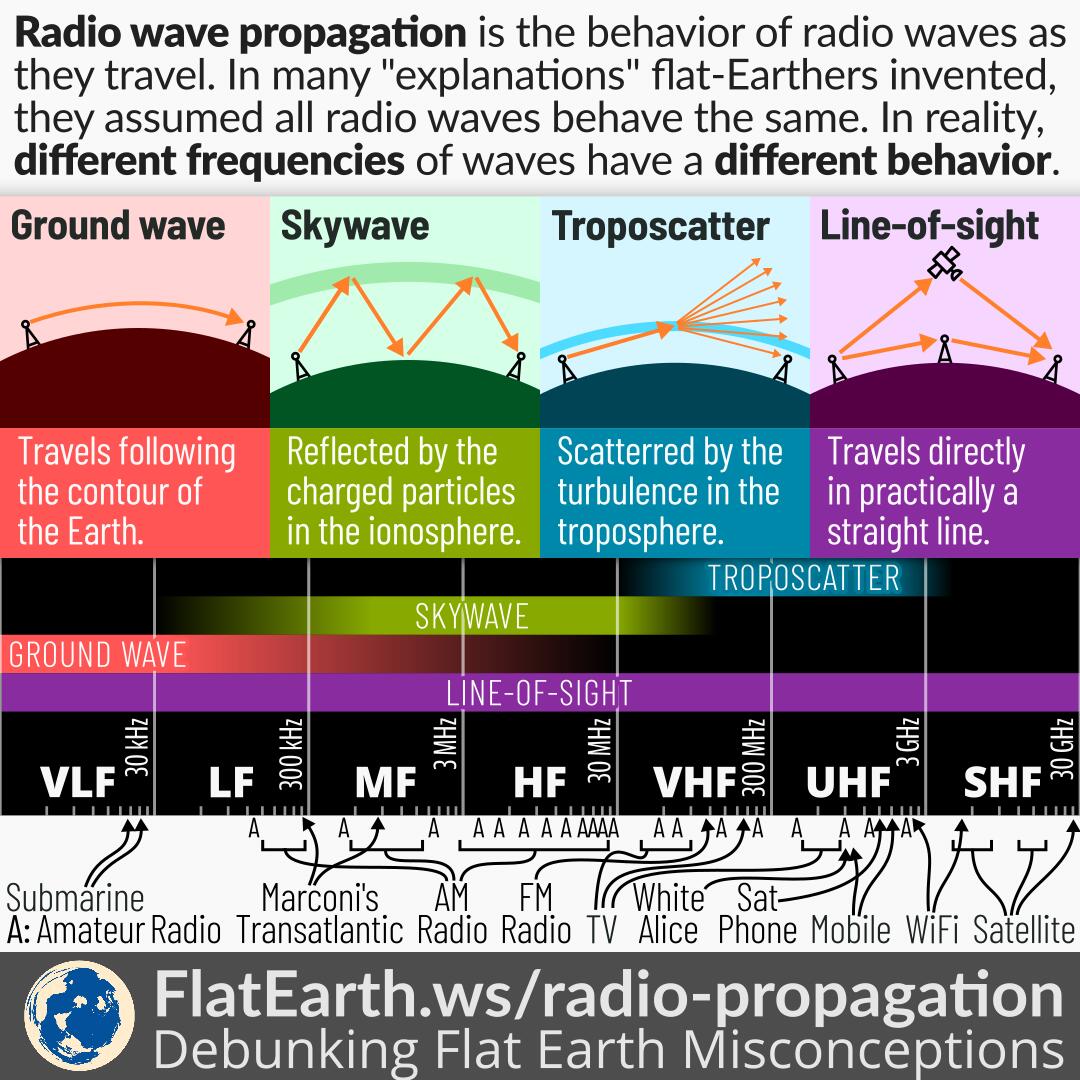 Radio wave propagation is the behavior of radio waves as
they travel. In many "explanations" flat-Earthers invented,
they assumed all radio waves behave the same. In reality,
different frequencies of waves have a different behavior.
Ground wave
Skywave
Troposcatter
Line-of-sight
Travels following
the contour of
the Earth.
Reflected by the
charged particles
in the ionosphere.
Scatterred by the
turbulence in the
troposphere.
Travels directly
in practically a
straight line.
TROPOSCATTER
SKYWAVE
GROUND WAVE
LINE-OF-SIGHT
VLF 30 kHz LF 300 kHz MF 3 MHz HF 30 MHz VHF 300 MHz UHF 3 GHz SHF 30 GHz
A A A A A A A A A A A A A A A A A A A A
Submarine
A: Amateur Radio
Marconi's
Transatlantic
AM
Radio
FM
Radio
TV
White
Alice
Sat
Phone
Mobile
WiFi
Satellite
FlatEarth.ws/radio-propagation
Debunking Flat Earth Misconceptions